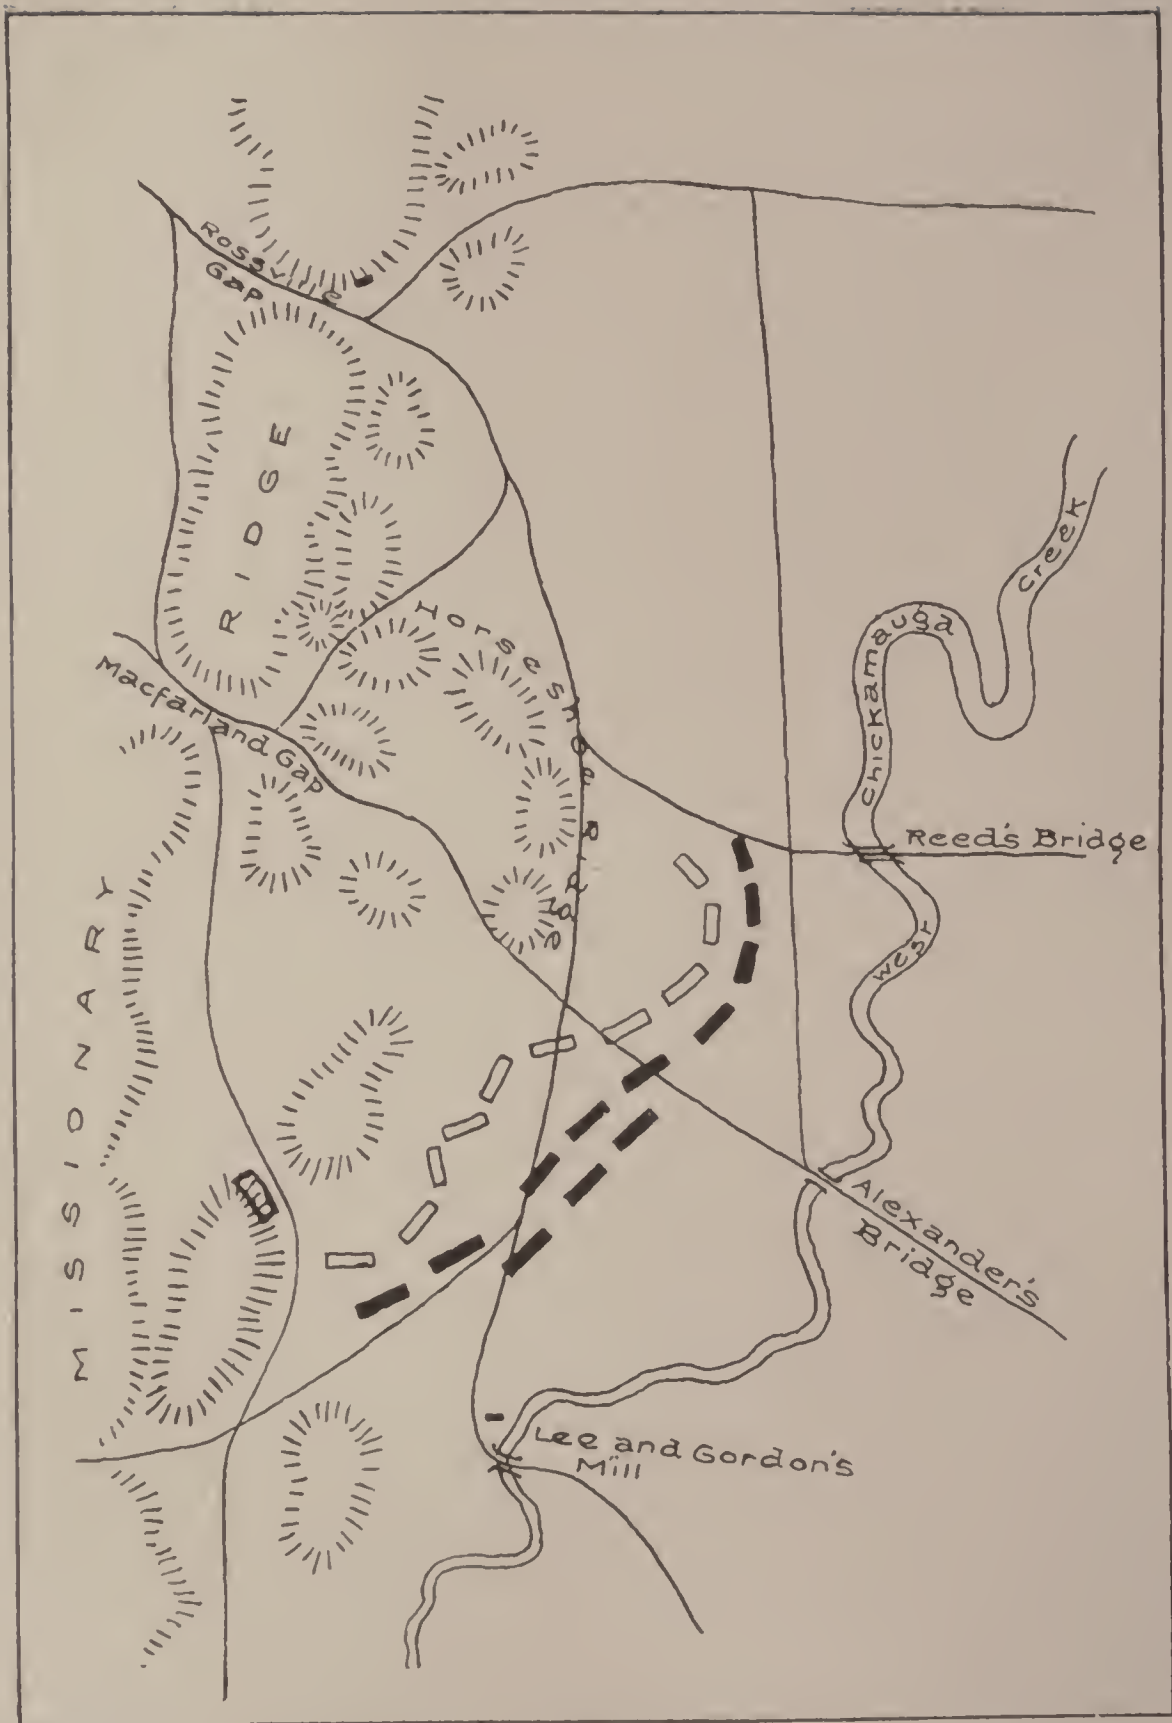 Rossville
Gap
RIDGE
Horseshoe Ridge
Macfarland Gap
MISSIONARY
Creek
Chickamauga
West
Reed's Bridge
Alexander's
Bridge
Lee and Gordon's
Mill